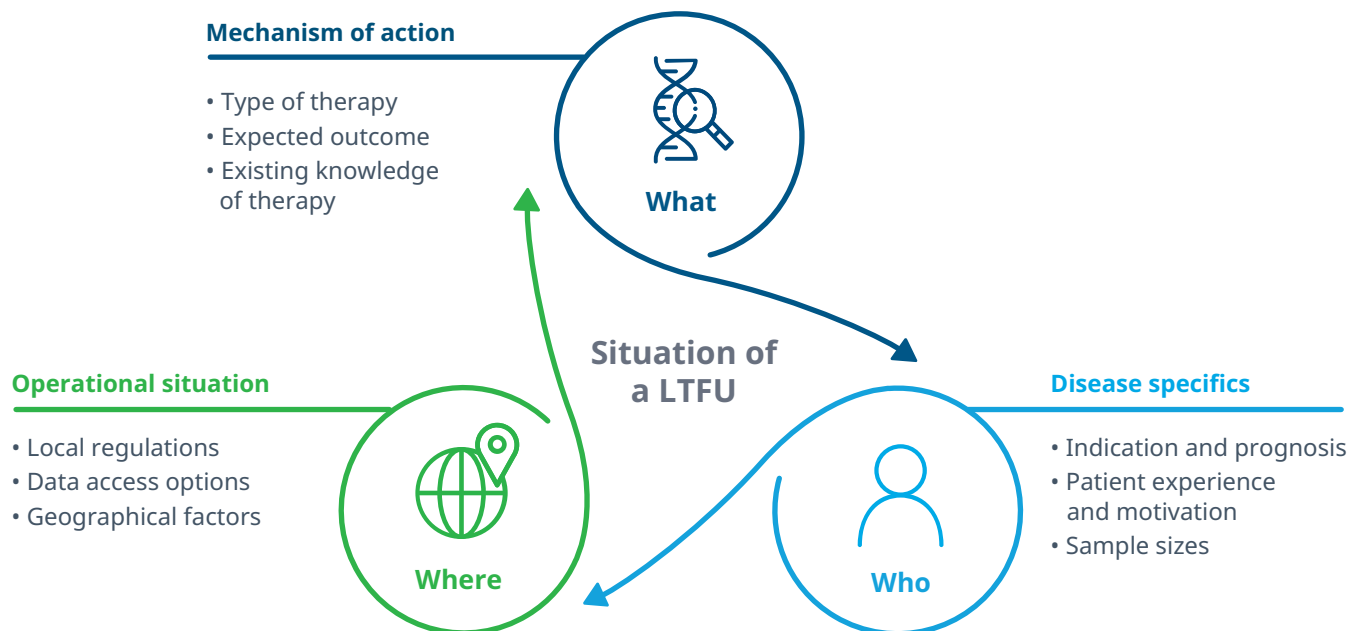 Mechanism of action
• Type of therapy
• Expected outcome
• Existing knowledge
of therapy
What
Situation of
a LTFU
Operational situation
• Local regulations
• Data access options
• Geographical factors
Where
Disease specifics
• Indication and prognosis
• Patient experience
and motivation
• Sample sizes
Who